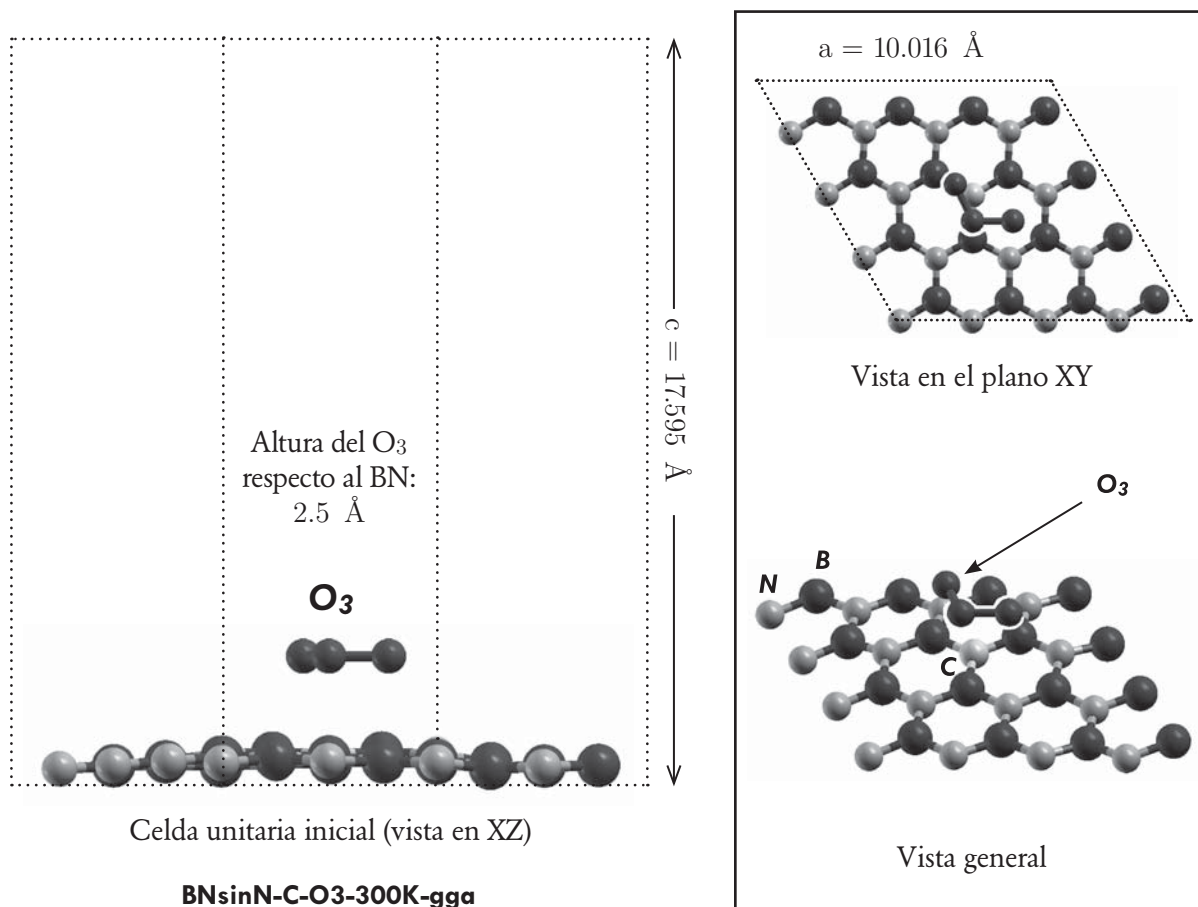 Altura del O3
respecto al BN:
2.5 Å
O3
c = 17.595 Å
Celda unitaria inicial (vista en XZ)
BNsinN-C-O3-300K-gga
a = 10.016 Å
Vista en el plano XY
O3
B
N
C
Vista general